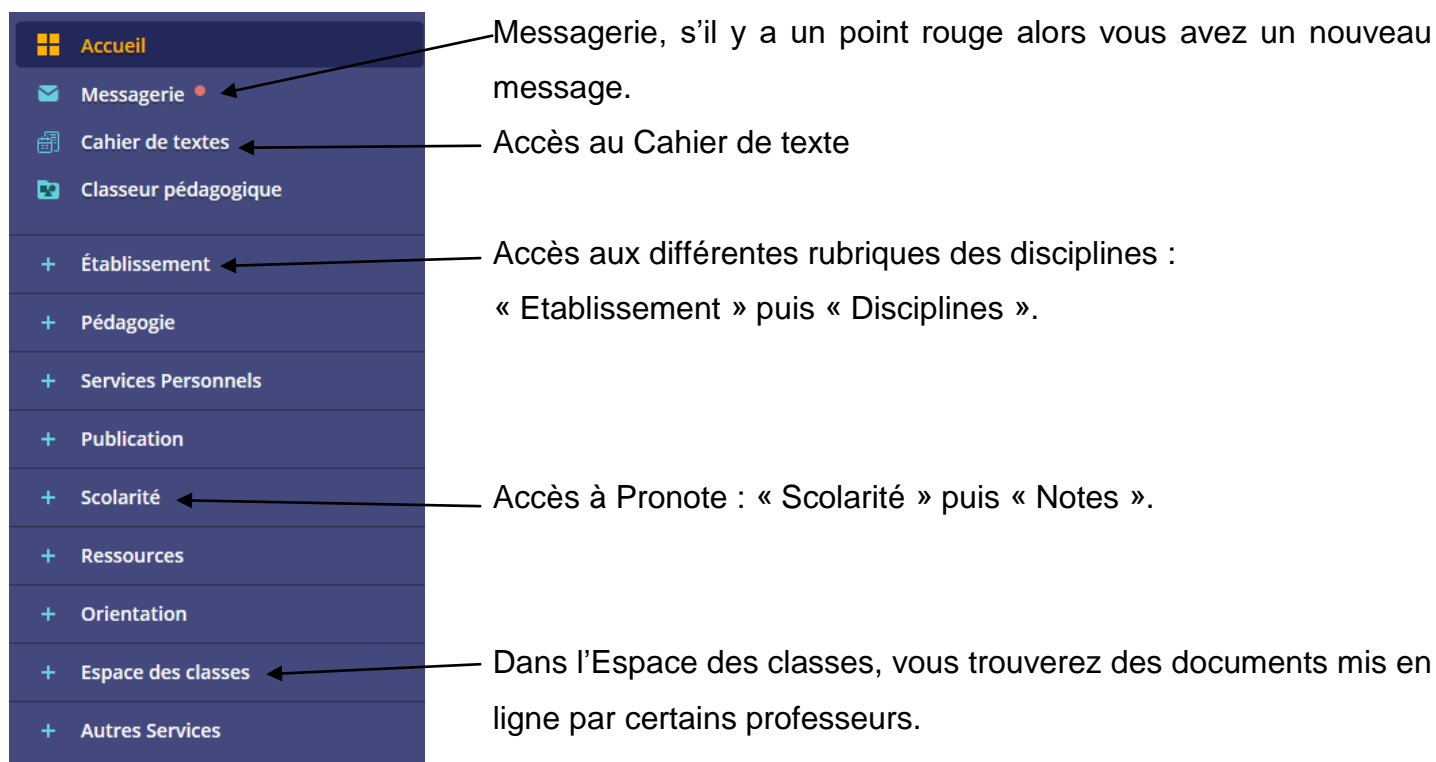 Accueil
Messagerie
Cahier de textes
Classeur pédagogique
Établissement
Pédagogie
Services Personnels
Publication
Scolarité
Ressources
Orientation
Espace des classes
Autres Services
Messagerie, s’il y a un point rouge alors vous avez un nouveau
message.
Accès au Cahier de texte
Accès aux différentes rubriques des disciplines :
« Etablissement » puis « Disciplines ».
Accès à Pronote : « Scolarité » puis « Notes ».
Dans l’Espace des classes, vous trouverez des documents mis en
ligne par certains professeurs.